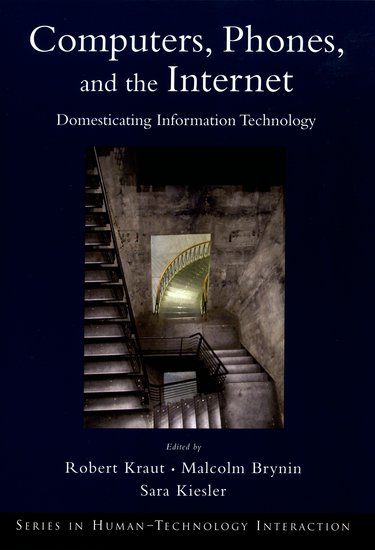 Computers, Phones,
and the Internet
Domesticating Information Technology
Edited by
Robert Kraut • Malcolm Brynin
Sara Kiesler
Series in Human–Technology Interaction